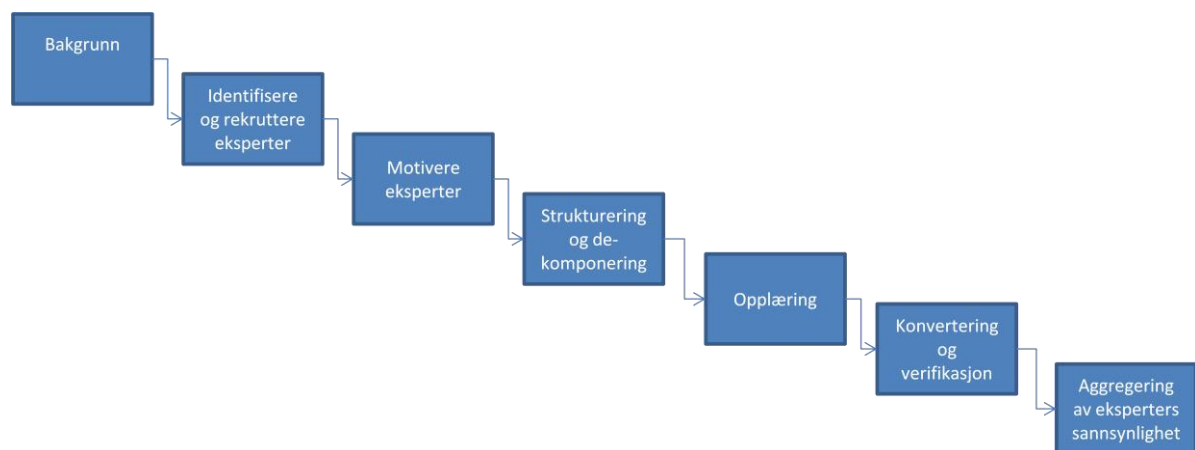 Bakgrunn
Identifisere
og rekruttere
eksperter
Motivere
eksperter
Strukturering
og de-
komponering
Opplæring
Konvertering
og
verifikasjon
Aggregering
av eksperters
sannsynlighet